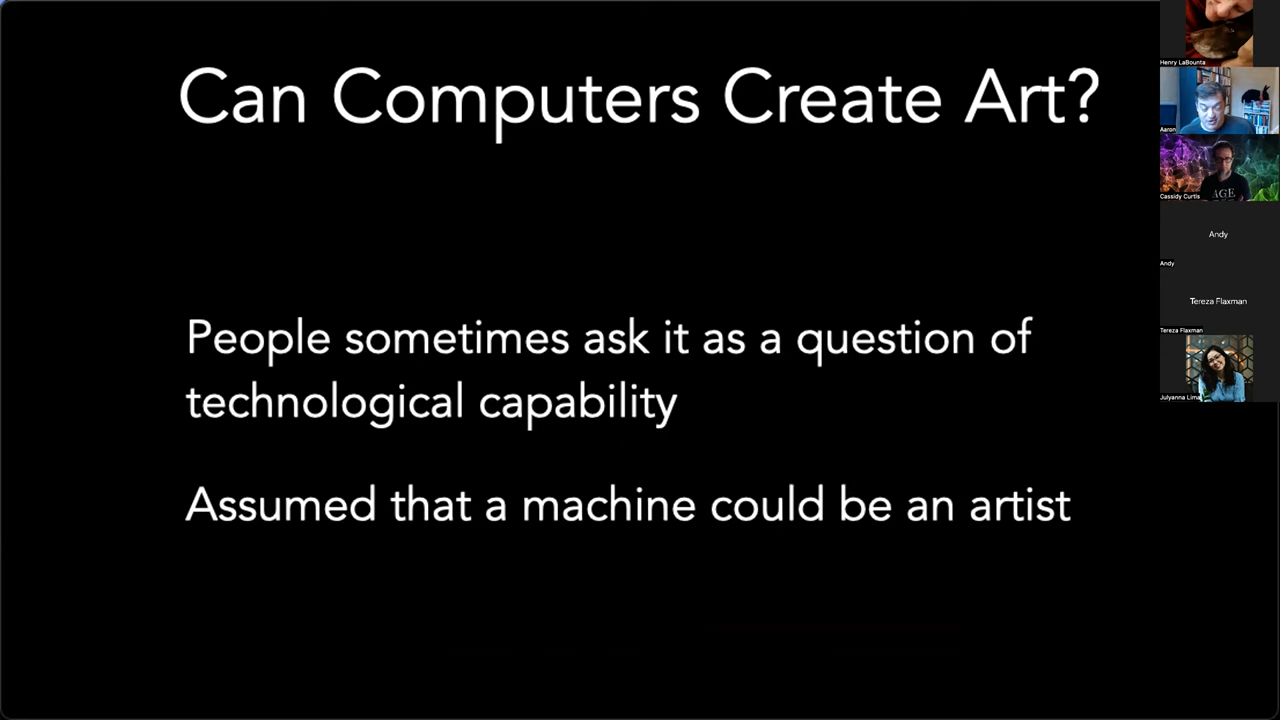 Can Computers Create Art?
People sometimes ask it as a question of
technological capability
Assumed that a machine could be an artist
Henry LaBounta
Aaron
AGE
Cassidy Curtis
Andy
Andy
Tereza Flaxman
Tereza Flaxman
Julyanna Lima